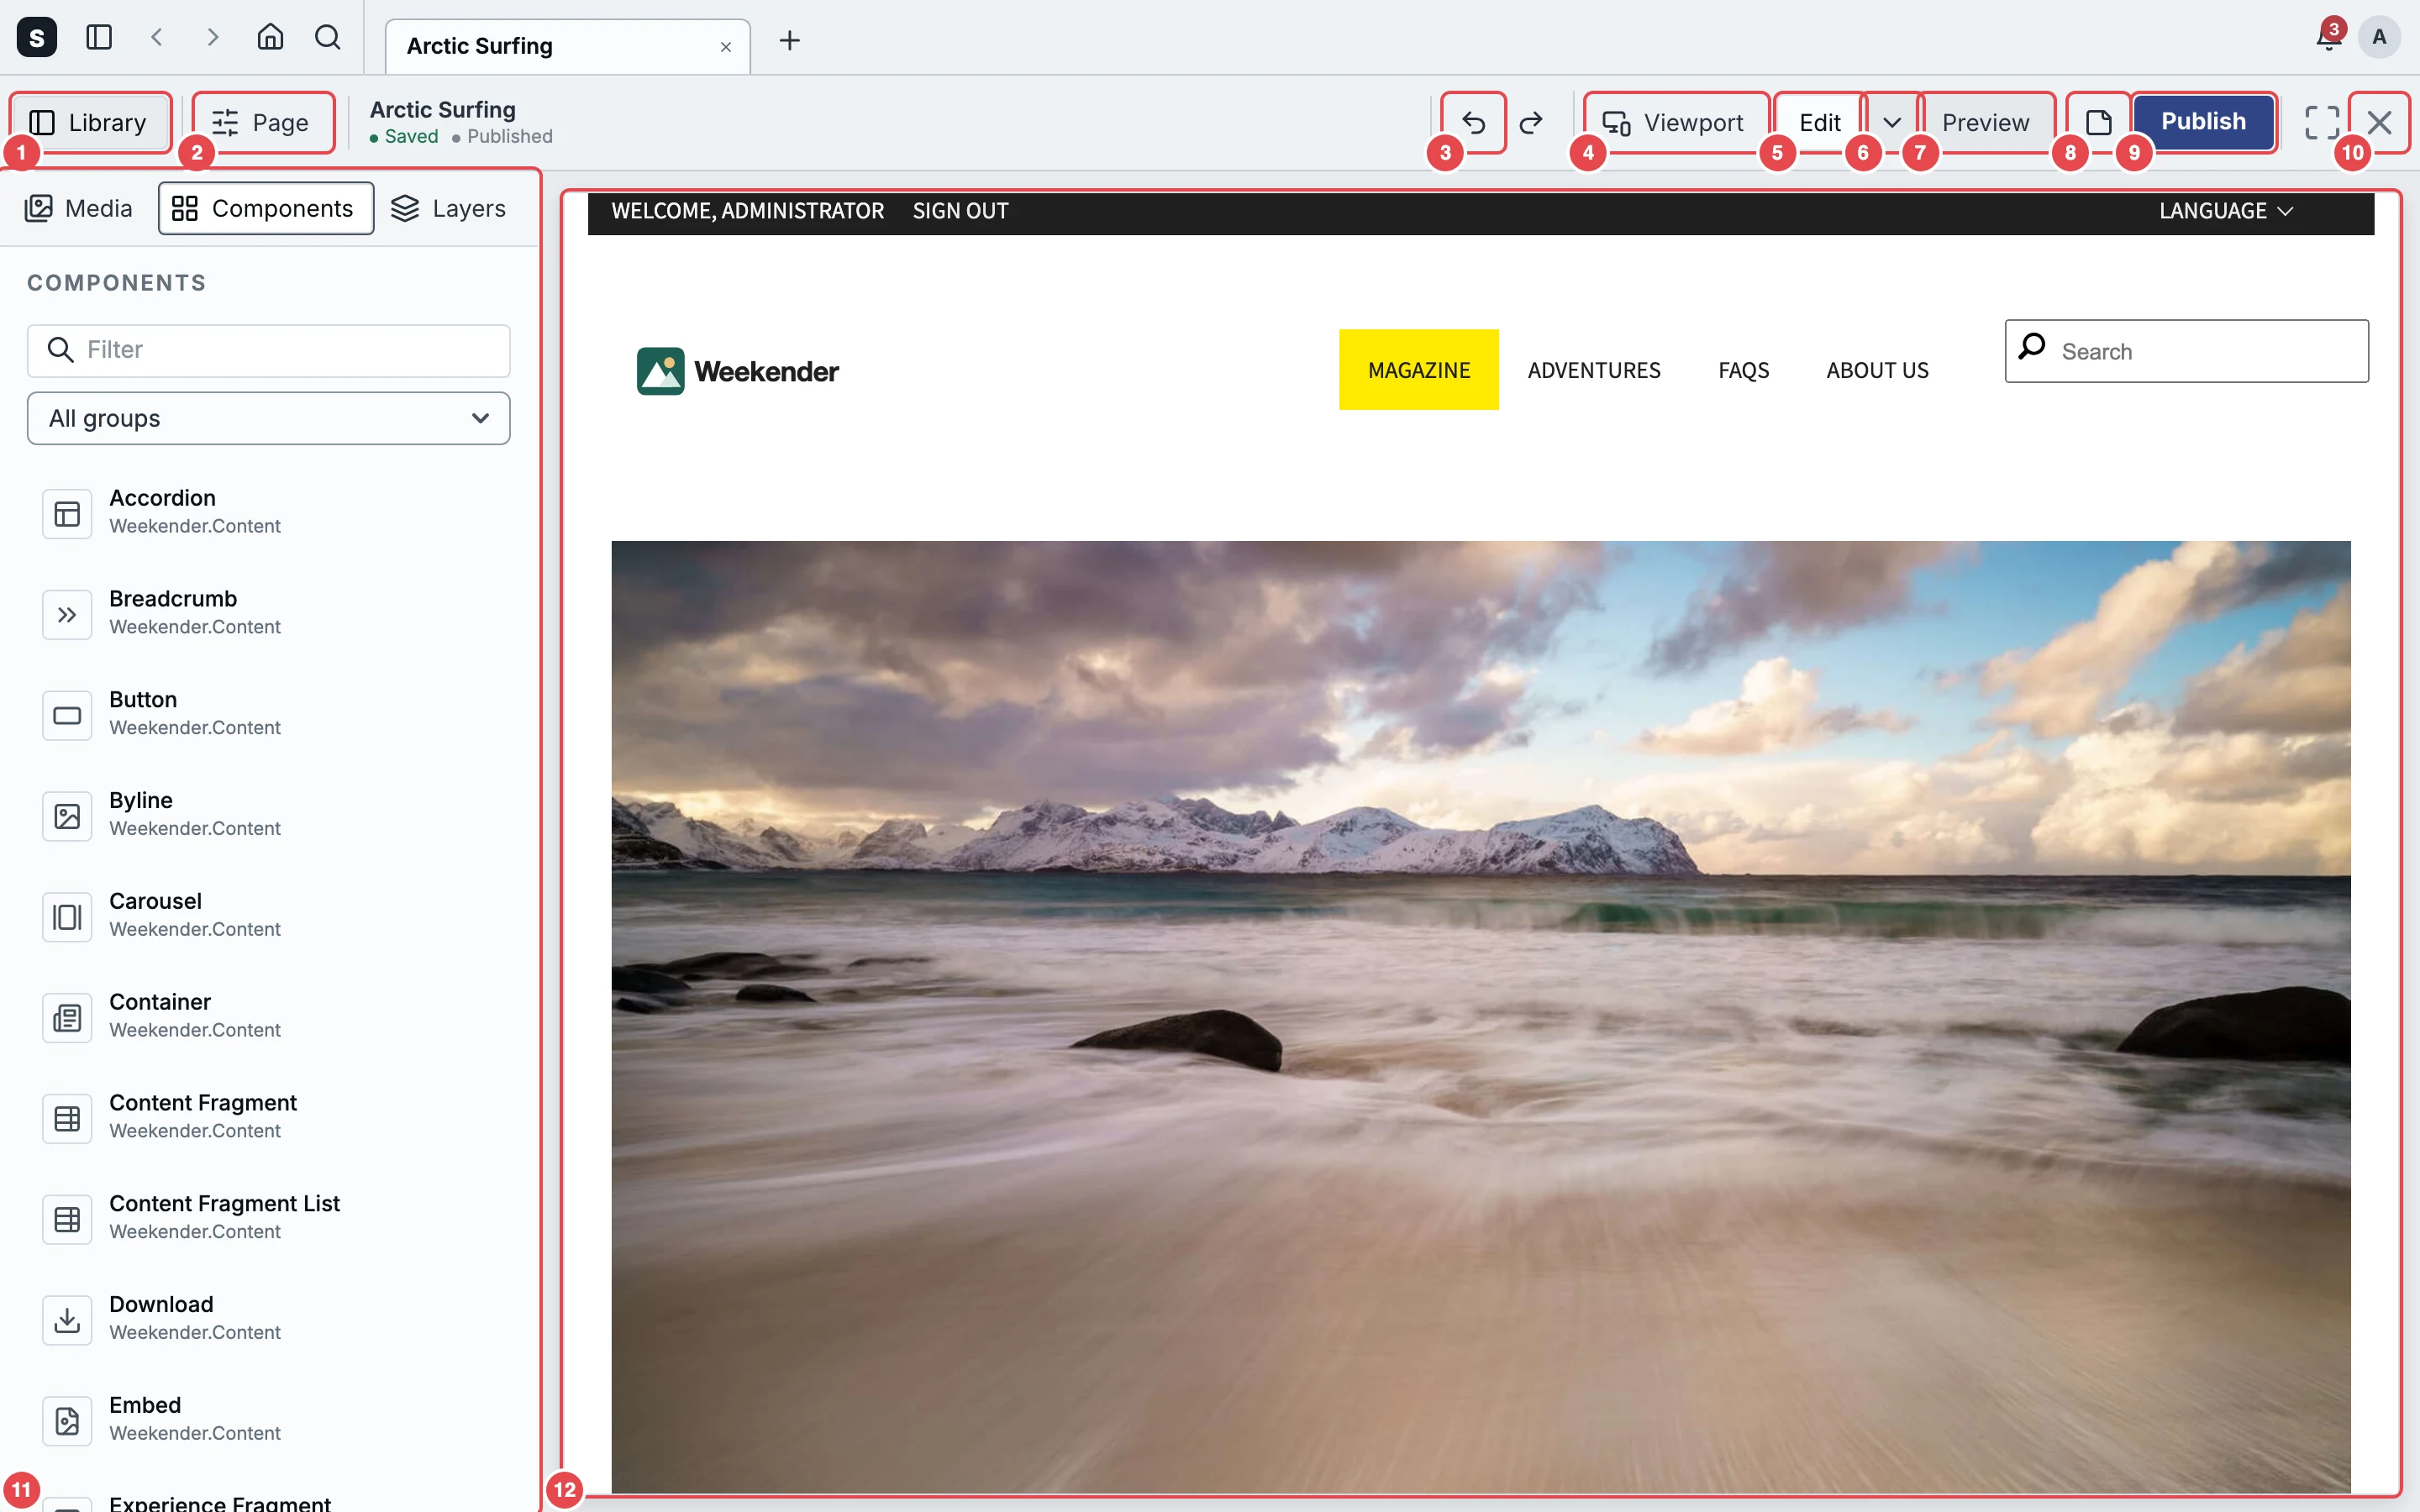 S
Arctic Surfing
3
A
Library
Page
Arctic Surfing
Saved Published
Viewport
Edit
Preview
Publish
1
2
3
4
5
6
7
8
9
10
Media
Components
Layers
COMPONENTS
Filter
All groups
Accordion
Weekender.Content
Breadcrumb
Weekender.Content
Button
Weekender.Content
Byline
Weekender.Content
Carousel
Weekender.Content
Container
Weekender.Content
Content Fragment
Weekender.Content
Content Fragment List
Weekender.Content
Download
Weekender.Content
Embed
Weekender.Content
Experience Fragment
11
WELCOME, ADMINISTRATOR SIGN OUT
LANGUAGE
Weekender
MAGAZINE ADVENTURES FAQS ABOUT US
Search
12